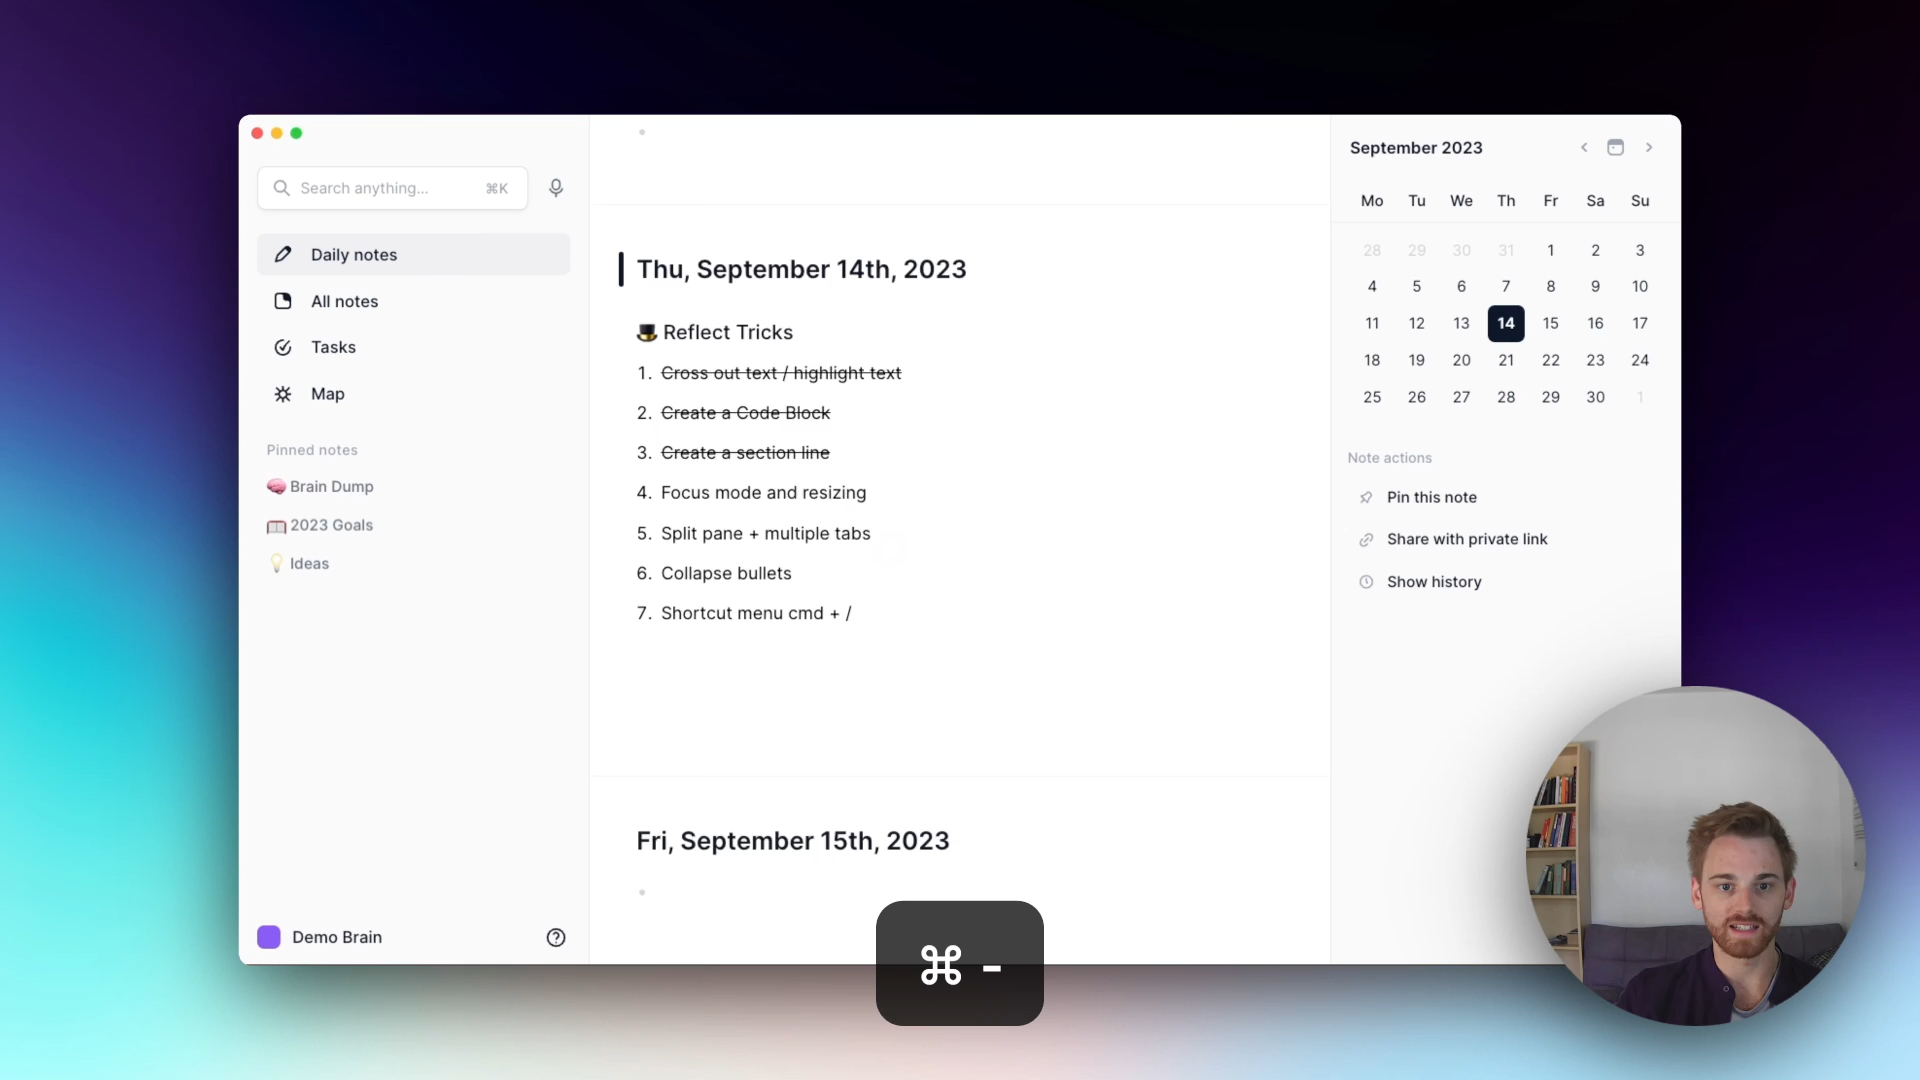 Search anything... ⌘K
Daily notes
All notes
Tasks
Map
Pinned notes
🧠 Brain Dump
📖 2023 Goals
💡 Ideas
Demo Brain
Thu, September 14th, 2023
🎩 Reflect Tricks
1. Cross out text / highlight text
2. Create a Code Block
3. Create a section line
4. Focus mode and resizing
5. Split pane + multiple tabs
6. Collapse bullets
7. Shortcut menu cmd + /
Fri, September 15th, 2023
September 2023
Mo Tu We Th Fr Sa Su
28 29 30 31 1 2 3
4 5 6 7 8 9 10
11 12 13 14 15 16 17
18 19 20 21 22 23 24
25 26 27 28 29 30 1
Note actions
Pin this note
Share with private link
Show history
⌘ -